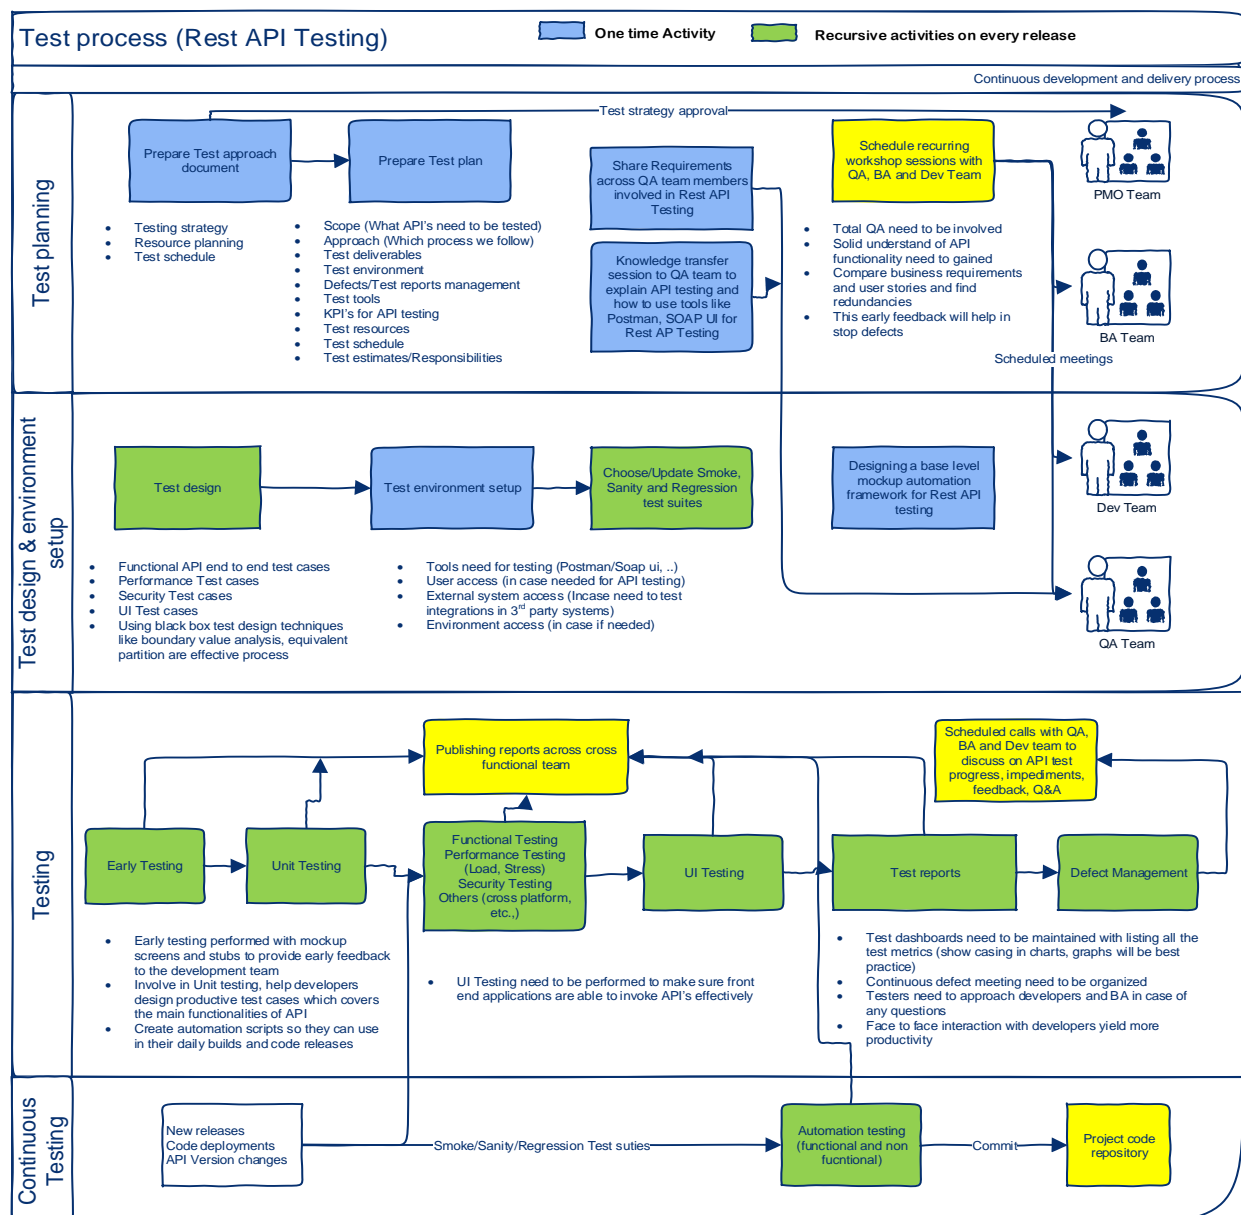 Test process (Rest API Testing)
One time Activity
Recursive activities on every release
Continuous development and delivery process
Test planning
Test strategy approval
Prepare Test approach
document
Prepare Test plan
Share Requirements
across QA team members
involved in Rest API
Testing
Schedule recurring
workshop sessions with
QA, BA and Dev Team
PMO Team
• Testing strategy
• Resource planning
• Test schedule
• Scope (What API's need to be tested)
• Approach (Which process we follow)
• Test deliverables
• Test environment
• Defects/Test reports management
• Test tools
• KPI's for API testing
• Test resources
• Test schedule
• Test estimates/Responsibilities
Knowledge transfer
session to QA team to
explain API testing and
how to use tools like
Postman, SOAP UI for
Rest AP Testing
• Total QA need to be involved
• Solid understand of API
functionality need to gained
• Compare business requirements
and user stories and find
redundancies
• This early feedback will help in
stop defects
BA Team
Scheduled meetings
Test design & environment
setup
Test design
Test environment setup
Choose/Update Smoke,
Sanity and Regression
test suites
Designing a base level
mockup automation
framework for Rest API
testing
Dev Team
• Functional API end to end test cases
• Performance Test cases
• Security Test cases
• UI Test cases
• Using black box test design techniques
like boundary value analysis, equivalent
partition are effective process
• Tools need for testing (Postman/Soap ui, ..)
• User access (in case needed for API testing)
• External system access (Incase need to test
integrations in 3rd party systems)
• Environment access (in case if needed)
QA Team
Testing
Publishing reports across cross
functional team
Scheduled calls with QA,
BA and Dev team to
discuss on API test
progress, impediments,
feedback, Q&A
Early Testing
Unit Testing
Functional Testing
Performance Testing
(Load, Stress)
Security Testing
Others (cross platform,
etc.,)
UI Testing
Test reports
Defect Management
• Early testing performed with mockup
screens and stubs to provide early feedback
to the development team
• Involve in Unit testing, help developers
design productive test cases which covers
the main functionalities of API
• Create automation scripts so they can use
in their daily builds and code releases
• UI Testing need to be performed to make sure front
end applications are able to invoke API's effectively
• Test dashboards need to be maintained with listing all the
test metrics (show casing in charts, graphs will be best
practice)
• Continuous defect meeting need to be organized
• Testers need to approach developers and BA in case of
any questions
• Face to face interaction with developers yield more
productivity
Continuous
Testing
New releases
Code deployments
API Version changes
Smoke/Sanity/Regression Test suties
Automation testing
(functional and non
fucntional)
Commit
Project code
repository